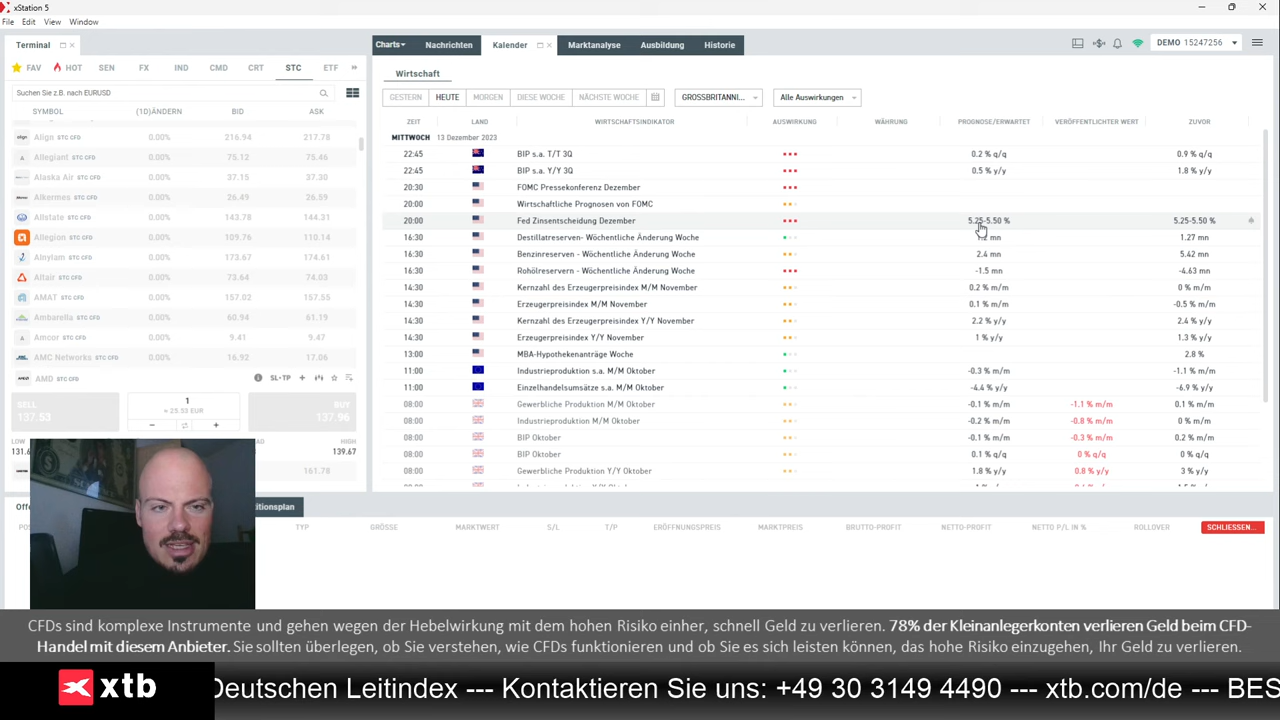 xStation 5
File Edit View Window
Terminal
FAV HOT SEN FX IND CMD CRT STC ETF
Suchen Sie z.B. nach EURUSD
SYMBOL (1D)ÄNDERN BID ASK
Align STC CFD 0.00% 216.94 217.78
Allegiant STC CFD 0.00% 75.12 75.46
Alaska Air STC CFD 0.00% 37.15 37.30
Alkermes STC CFD 0.00% 26.49 26.59
Allstate STC CFD 0.00% 143.78 144.31
Allegion STC CFD 0.00% 109.76 110.14
Alnylam STC CFD 0.00% 173.67 174.61
Altair STC CFD 0.00% 73.64 74.03
AMAT STC CFD 0.00% 157.02 157.55
Ambarella STC CFD 0.00% 60.94 61.19
Amcor STC CFD 0.00% 9.41 9.47
AMC Networks STC CFD 0.00% 16.92 17.06
AMD STC CFD SL+TP
SELL 137.53
1
≈ 25.53 EUR
BUY 137.96
LOW HIGH
139.67
161.78
Charts Nachrichten Kalender Marktanalyse Ausbildung Historie
DEMO 15247256
Wirtschaft
GESTERN HEUTE MORGEN DIESE WOCHE NÄCHSTE WOCHE GROSSBRITANNI... Alle Auswirkungen
ZEIT LAND WIRTSCHAFTSINDIKATOR AUSWIRKUNG WÄHRUNG PROGNOSE/ERWARTET VERÖFFENTLICHTER WERT ZUVOR
MITTWOCH 13 Dezember 2023
22:45 BIP s.a. T/T 3Q 0.2 % q/q 0.9 % q/q
22:45 BIP s.a. Y/Y 3Q 0.5 % y/y 1.8 % y/y
20:30 FOMC Pressekonferenz Dezember
20:00 Wirtschaftliche Prognosen von FOMC
20:00 Fed Zinsentscheidung Dezember 5.25-5.50 % 5.25-5.50 %
16:30 Destillatreserven- Wöchentliche Änderung Woche mn 1.27 mn
16:30 Benzinreserven - Wöchentliche Änderung Woche 2.4 mn 5.42 mn
16:30 Rohölreservern - Wöchentliche Änderung Woche -1.5 mn -4.63 mn
14:30 Kernzahl des Erzeugerpreisindex M/M November 0.2 % m/m 0 % m/m
14:30 Erzeugerpreisindex M/M November 0.1 % m/m -0.5 % m/m
14:30 Kernzahl des Erzeugerpreisindex Y/Y November 2.2 % y/y 2.4 % y/y
14:30 Erzeugerpreisindex Y/Y November 1 % y/y 1.3 % y/y
13:00 MBA-Hypothekenanträge Woche 2.8 %
11:00 Industrieproduktion s.a. M/M Oktober -0.3 % m/m -1.1 % m/m
11:00 Einzelhandelsumsätze s.a. M/M Oktober -4.4 % y/y -6.9 % y/y
08:00 Gewerbliche Produktion M/M Oktober -0.1 % m/m -1.1 % m/m 0.1 % m/m
08:00 Industrieproduktion M/M Oktober -0.2 % m/m -0.8 % m/m 0 % m/m
08:00 BIP Oktober -0.1 % m/m -0.3 % m/m 0.2 % m/m
08:00 BIP Oktober 0.1 % q/q 0 % q/q 0 % q/q
08:00 Gewerbliche Produktion Y/Y Oktober 1.8 % y/y 0.8 % y/y 3 % y/y
TYP GRÖSSE MARKTWERT S/L T/P ERÖFFNUNGSPREIS MARKTPREIS BRUTTO-PROFIT NETTO-PROFIT NETTO P/L IN % ROLLOVER SCHLIESSEN...
CFDs sind komplexe Instrumente und gehen wegen der Hebelwirkung mit dem hohen Risiko einher, schnell Geld zu verlieren. 78% der Kleinanlegerkonten verlieren Geld beim CFD-
Handel mit diesem Anbieter. Sie sollten überlegen, ob Sie verstehen, wie CFDs funktionieren und ob Sie es sich leisten können, das hohe Risiko einzugehen, Ihr Geld zu verlieren.
xtb Deutschen Leitindex --- Kontaktieren Sie uns: +49 30 3149 4490 --- xtb.com/de --- BES